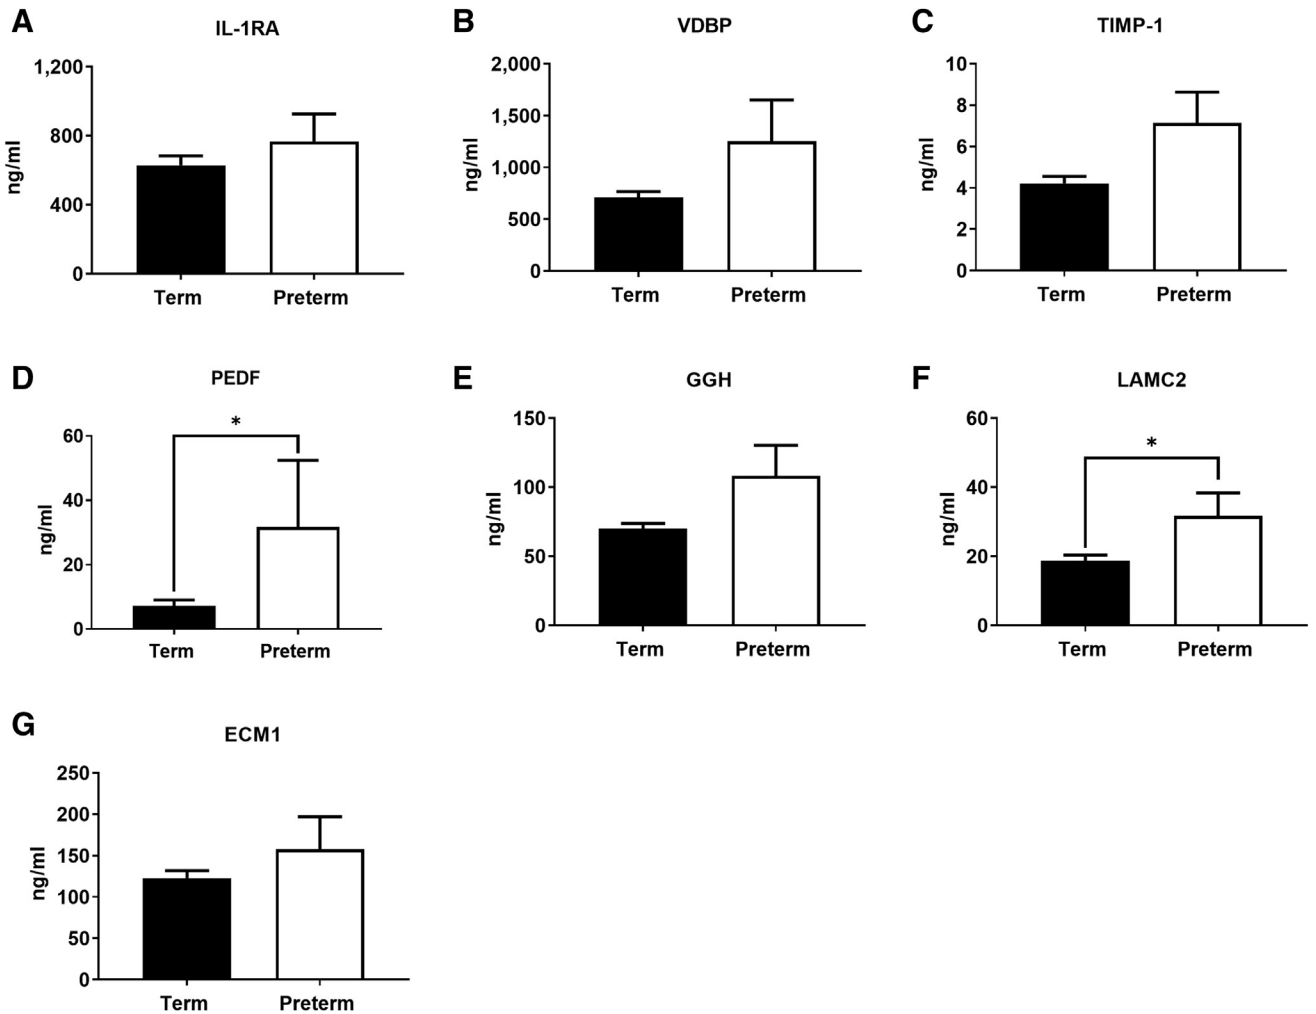 A
IL-1RA
1,200
800
400
0
ng/ml
Term Preterm
B
VDBP
2,000
1,500
1,000
500
0
ng/ml
Term Preterm
C
TIMP-1
10
8
6
4
2
0
ng/ml
Term Preterm
D
PEDF
*
60
40
20
0
ng/ml
Term Preterm
E
GGH
150
100
50
0
ng/ml
Term Preterm
F
LAMC2
*
60
40
20
0
ng/ml
Term Preterm
G
ECM1
250
200
150
100
50
0
ng/ml
Term Preterm